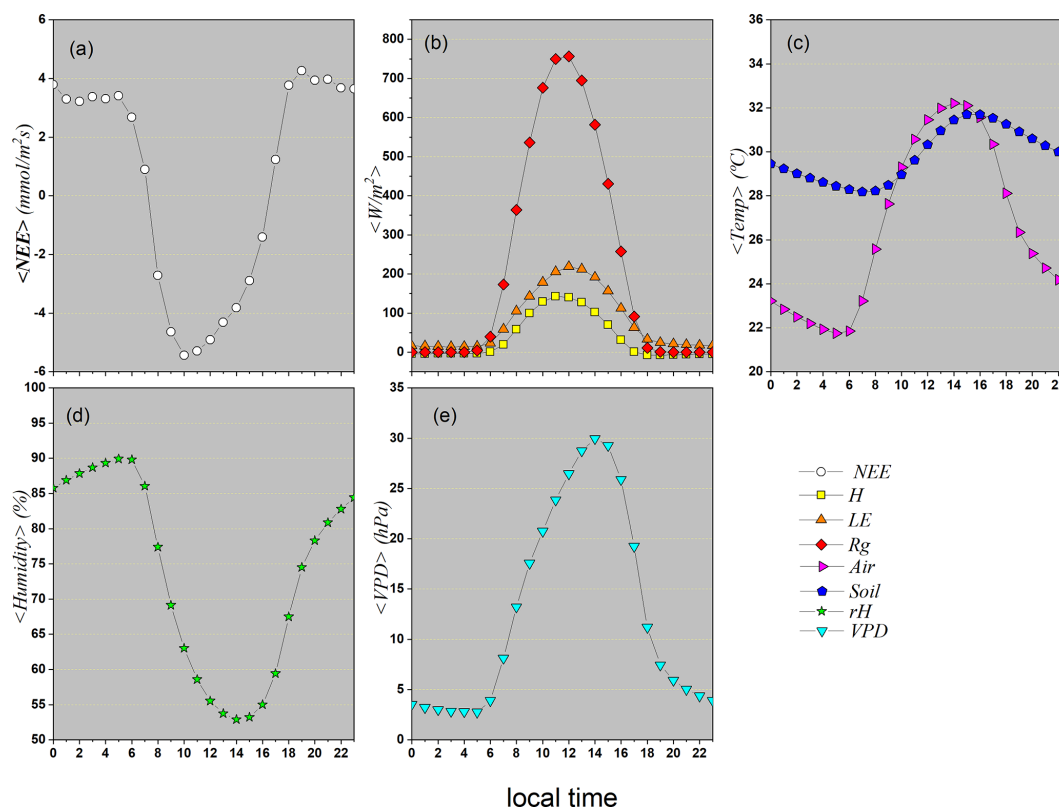 (a)
<NEE> (mmol/m²s)
6
4
2
0
-2
-4
-6
0 2 4 6 8 10 12 14 16 18 20 22
(b)
<W/m²>
800
700
600
500
400
300
200
100
0
0 2 4 6 8 10 12 14 16 18 20 22
(c)
<Temp> (ºC)
36
34
32
30
28
26
24
22
20
0 2 4 6 8 10 12 14 16 18 20 22
(d)
<Humidity> (%)
100
95
90
85
80
75
70
65
60
55
50
0 2 4 6 8 10 12 14 16 18 20 22
(e)
<VPD> (hPa)
35
30
25
20
15
10
5
0
0 2 4 6 8 10 12 14 16 18 20 22
NEE
H
LE
Rg
Air
Soil
rH
VPD
local time